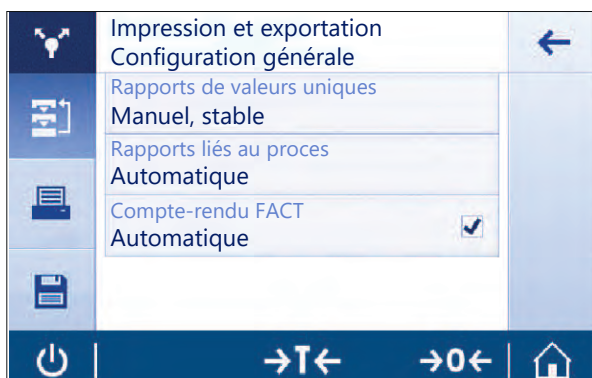 Impression et exportation
Configuration générale
Rapports de valeurs uniques
Manuel, stable
Rapports liés au proces
Automatique
Compte-rendu FACT
Automatique
→T←
→0←